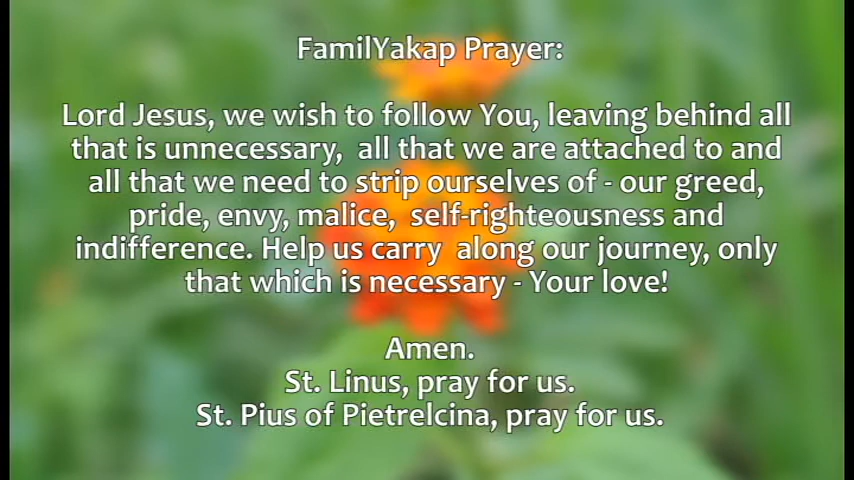 FamilYakap Prayer:
Lord Jesus, we wish to follow You, leaving behind all
that is unnecessary,  all that we are attached to and
all that we need to strip ourselves of - our greed,
pride, envy, malice,  self-righteousness and
indifference. Help us carry  along our journey, only
that which is necessary - Your love!
Amen.
St. Linus, pray for us.
St. Pius of Pietrelcina, pray for us.